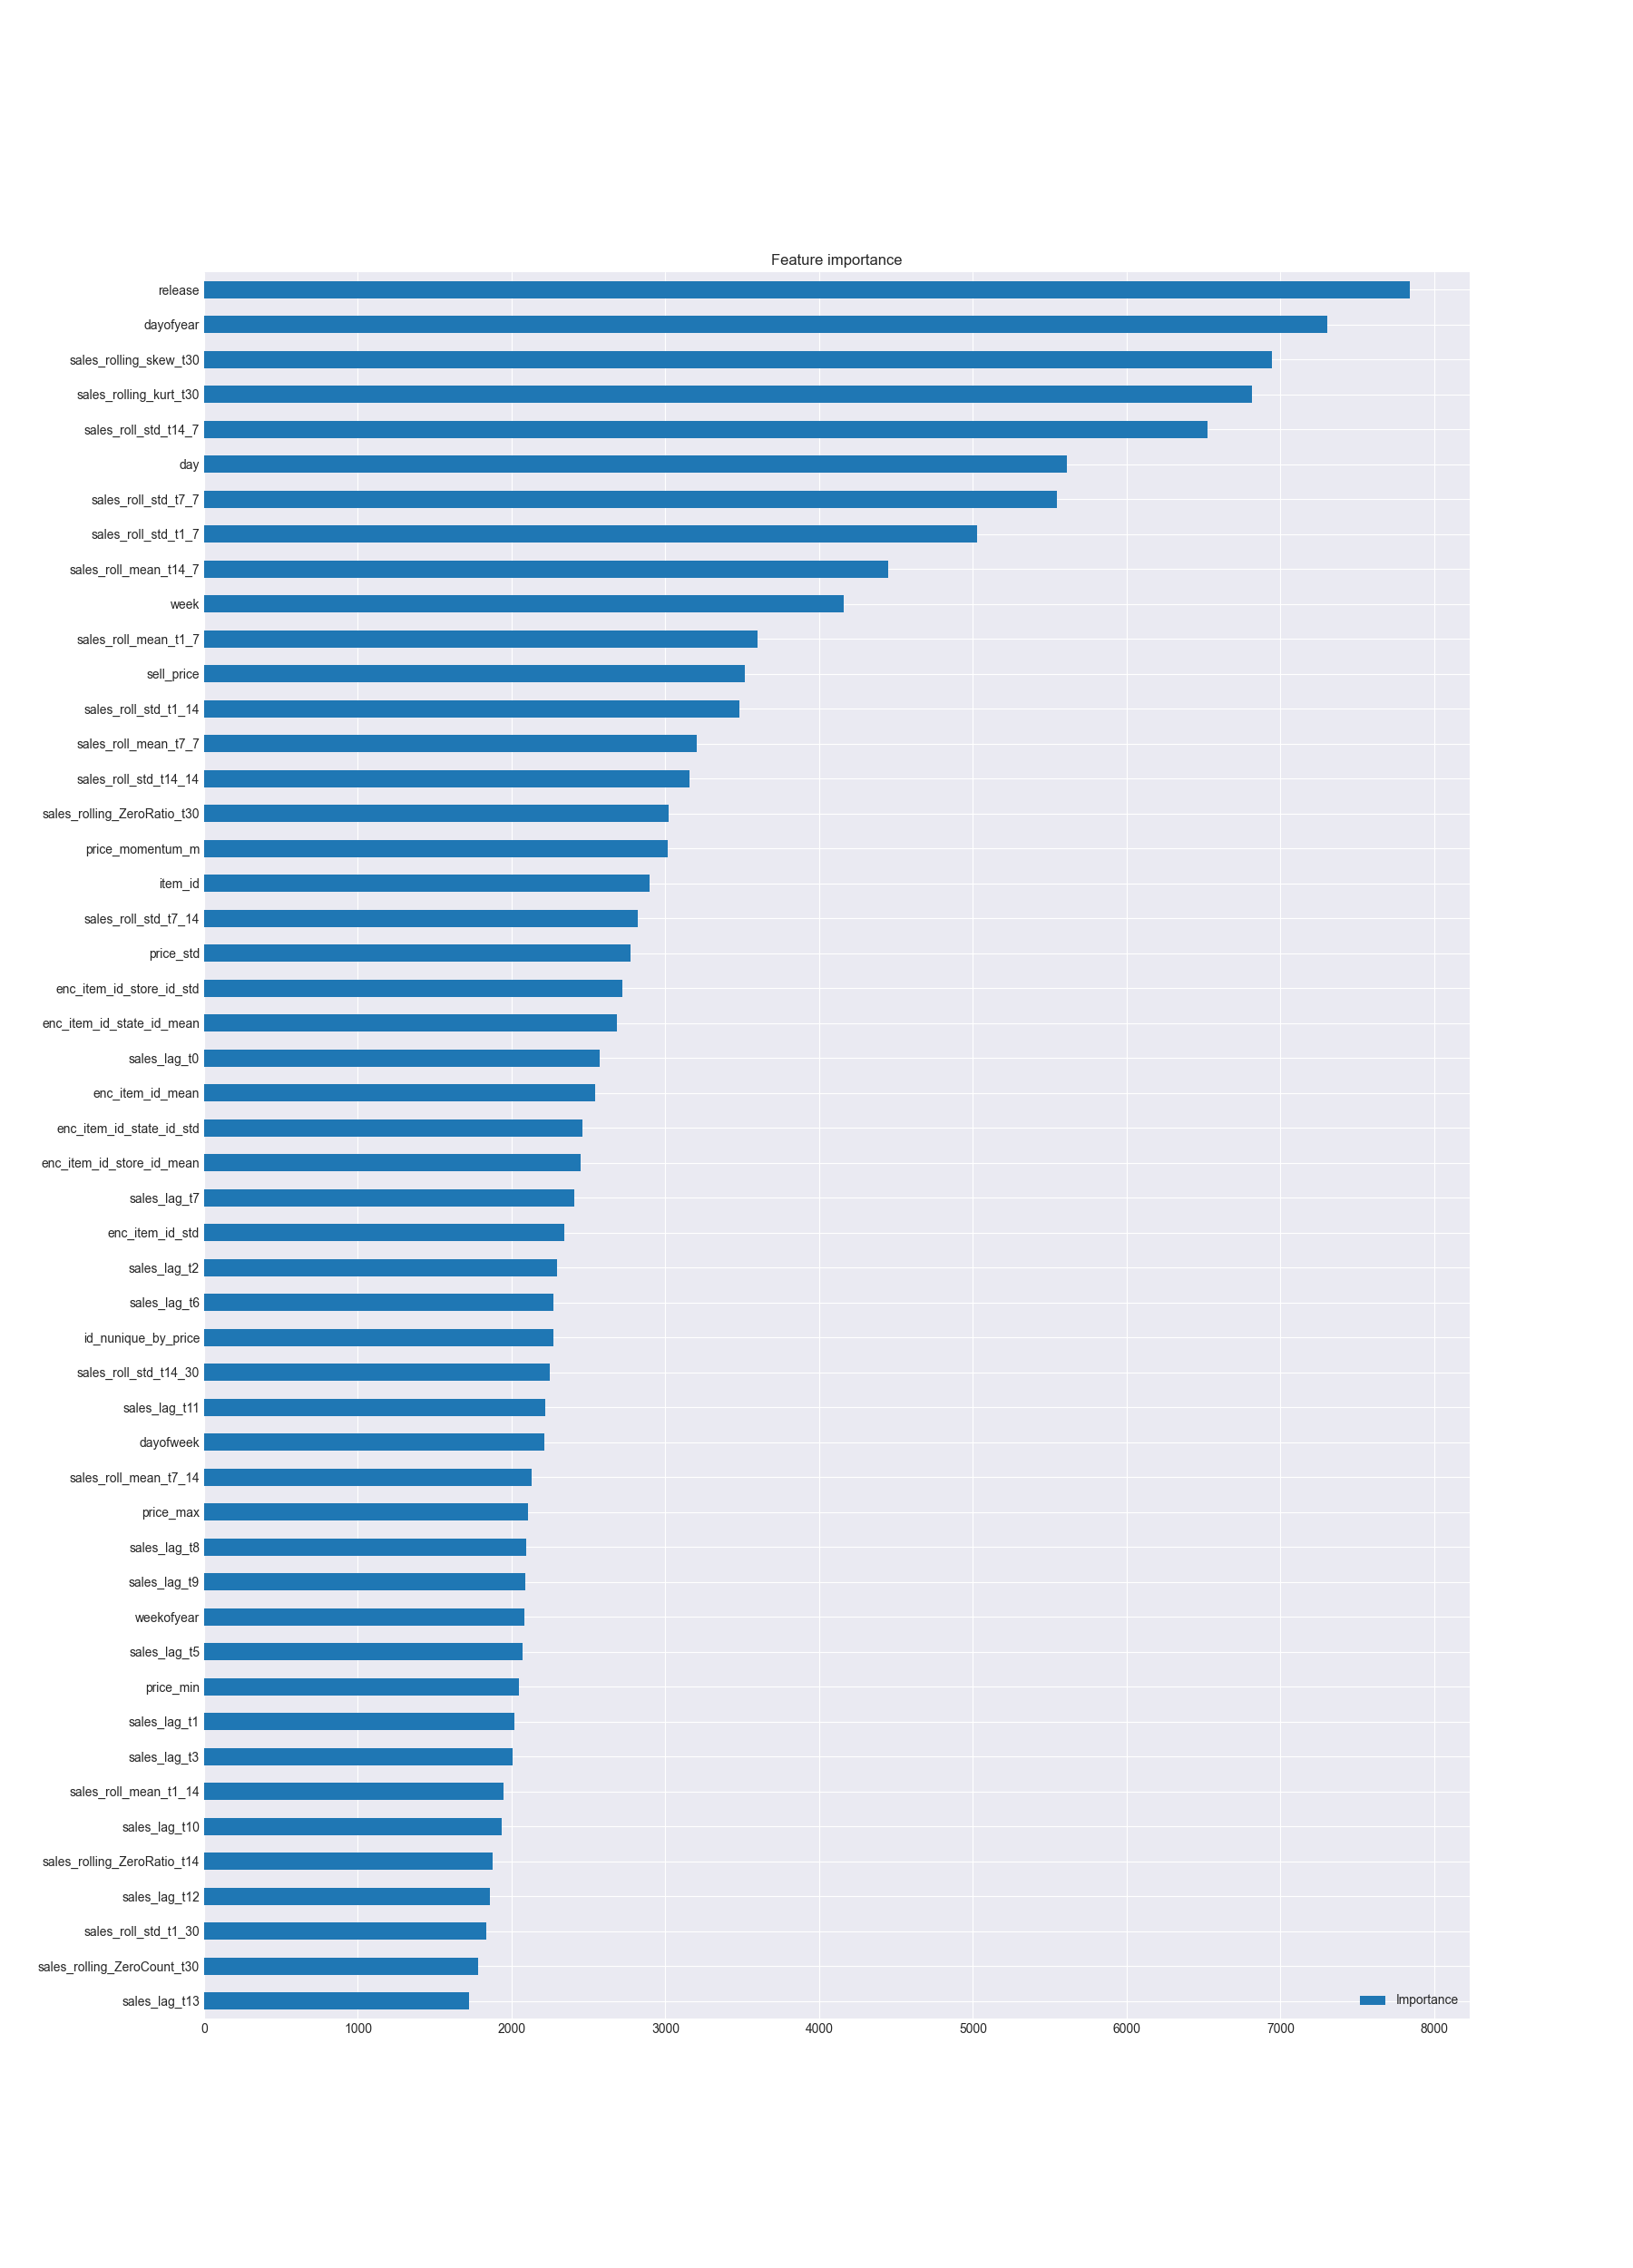 Feature importance
release
dayofyear
sales_rolling_skew_t30
sales_rolling_kurt_t30
sales_roll_std_t14_7
day
sales_roll_std_t7_7
sales_roll_std_t1_7
sales_roll_mean_t14_7
week
sales_roll_mean_t1_7
sell_price
sales_roll_std_t1_14
sales_roll_mean_t7_7
sales_roll_std_t14_14
sales_rolling_ZeroRatio_t30
price_momentum_m
item_id
sales_roll_std_t7_14
price_std
enc_item_id_store_id_std
enc_item_id_state_id_mean
sales_lag_t0
enc_item_id_mean
enc_item_id_state_id_std
enc_item_id_store_id_mean
sales_lag_t7
enc_item_id_std
sales_lag_t2
sales_lag_t6
id_nunique_by_price
sales_roll_std_t14_30
sales_lag_t11
dayofweek
sales_roll_mean_t7_14
price_max
sales_lag_t8
sales_lag_t9
weekofyear
sales_lag_t5
price_min
sales_lag_t1
sales_lag_t3
sales_roll_mean_t1_14
sales_lag_t10
sales_rolling_ZeroRatio_t14
sales_lag_t12
sales_roll_std_t1_30
sales_rolling_ZeroCount_t30
sales_lag_t13
Importance
0 1000 2000 3000 4000 5000 6000 7000 8000